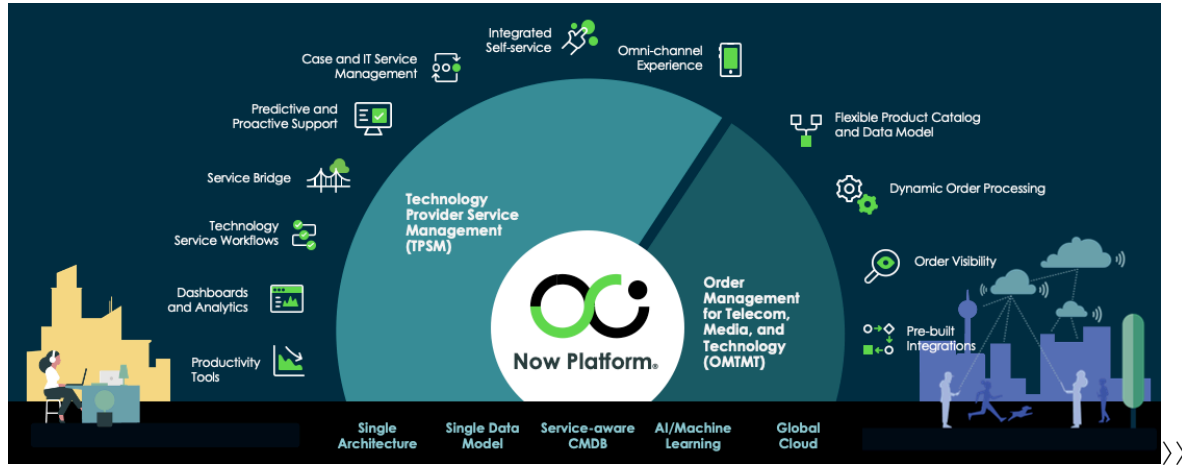 Integrated
Self-service
Case and IT Service
Management
Omni-channel
Experience
Predictive and
Proactive Support
Flexible Product Catalog
and Data Model
Service Bridge
Dynamic Order Processing
Technology
Provider Service
Management
(TPSM)
Technology
Service Workflows
Order Visibility
Dashboards
and Analytics
Order
Management
for Telecom,
Media, and
Technology
(OMTMT)
Pre-built
Integrations
Productivity
Tools
oci
Now Platform®
Single
Architecture
Single Data
Model
Service-aware
CMDB
AI/Machine
Learning
Global
Cloud